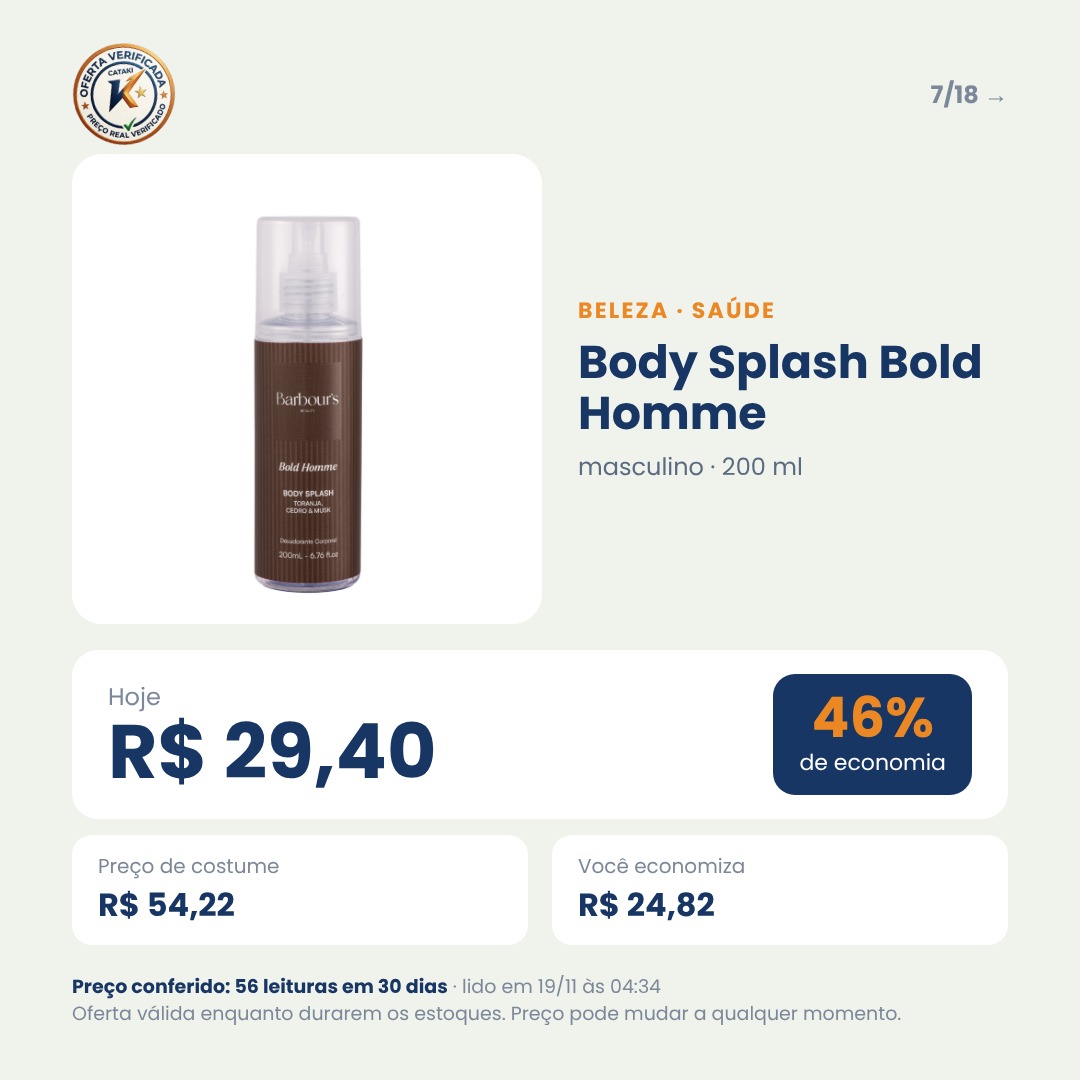 OFERTA VERIFICADA
CATAKI
K
PREÇO REAL VERIFICADO
7/18 →
Barbour's
BEAUTY
Bold Homme
BODY SPLASH
TORANJA,
CEDRO & MUSK
Desodorante Corporal
200mL - 6.76 fl.oz
BELEZA · SAÚDE
Body Splash Bold
Homme
masculino · 200 ml
Hoje
R$ 29,40
46%
de economia
Preço de costume
R$ 54,22
Você economiza
R$ 24,82
Preço conferido: 56 leituras em 30 dias · lido em 19/11 às 04:34
Oferta válida enquanto durarem os estoques. Preço pode mudar a qualquer momento.